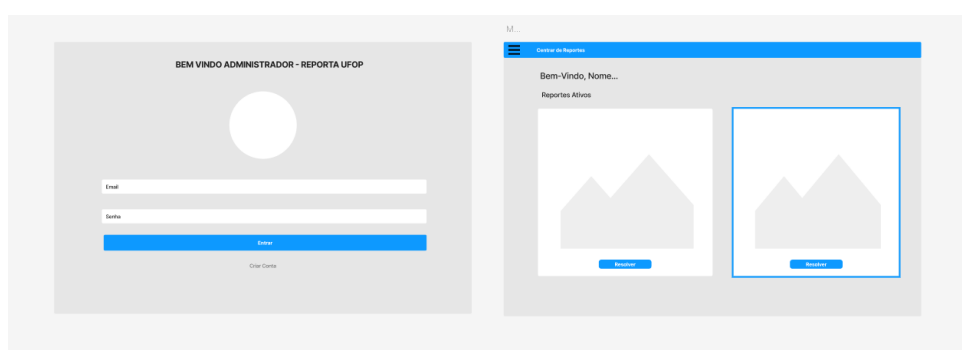 BEM VINDO ADMINISTRADOR - REPORTA UFOP
Email
Senha
Entrar
Criar Conta
M...
Contrar de Reportes
Bem-Vindo, Nome...
Reportes Ativos
Resolver
Resolver